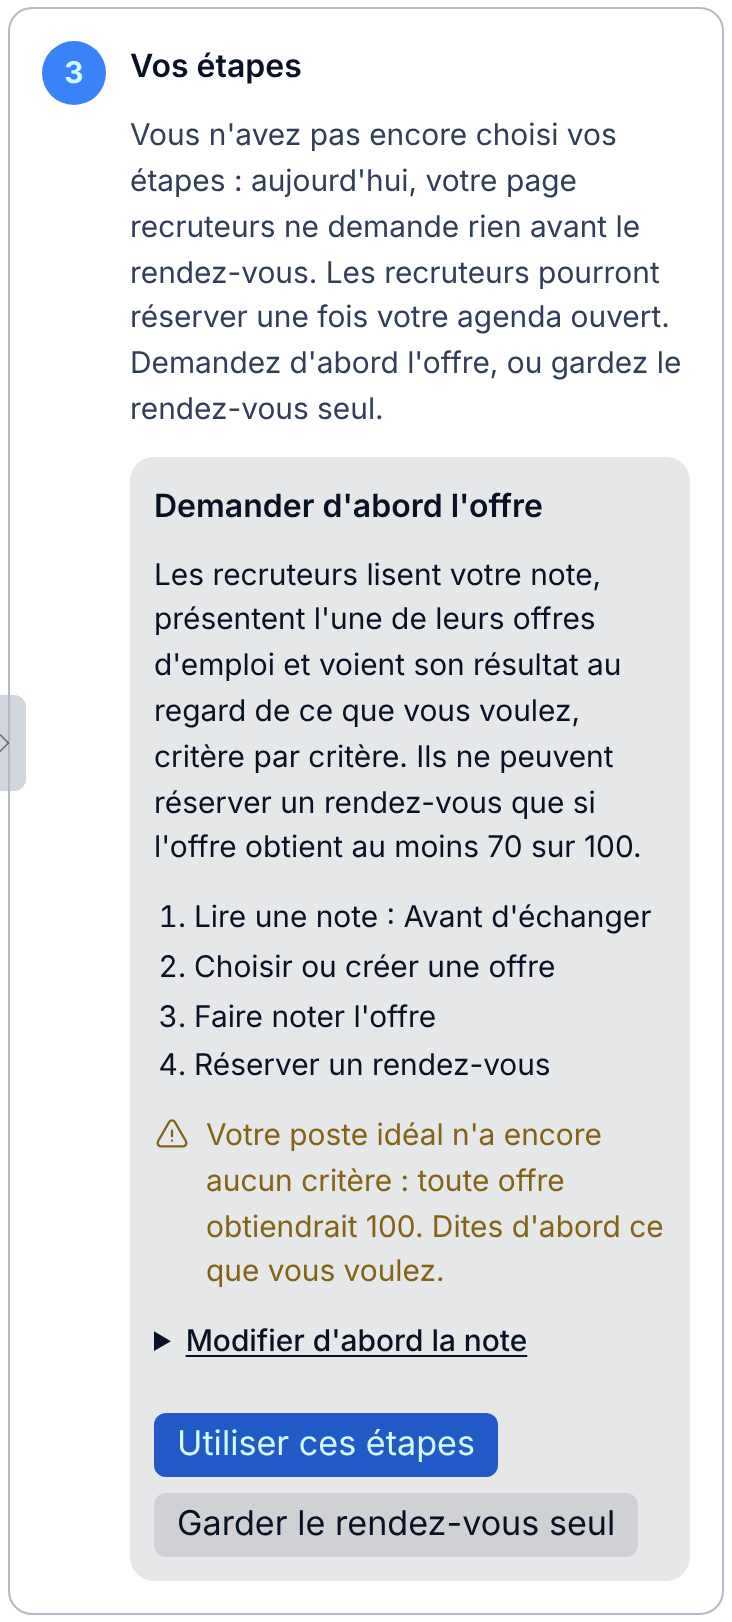 3
Vos étapes
Vous n'avez pas encore choisi vos
étapes : aujourd'hui, votre page
recruteurs ne demande rien avant le
rendez-vous. Les recruteurs pourront
réserver une fois votre agenda ouvert.
Demandez d'abord l'offre, ou gardez le
rendez-vous seul.
Demander d'abord l'offre
Les recruteurs lisent votre note,
présentent l'une de leurs offres
d'emploi et voient son résultat au
regard de ce que vous voulez,
critère par critère. Ils ne peuvent
réserver un rendez-vous que si
l'offre obtient au moins 70 sur 100.
1. Lire une note : Avant d'échanger
2. Choisir ou créer une offre
3. Faire noter l'offre
4. Réserver un rendez-vous
Votre poste idéal n'a encore
aucun critère : toute offre
obtiendrait 100. Dites d'abord ce
que vous voulez.
Modifier d'abord la note
Utiliser ces étapes
Garder le rendez-vous seul